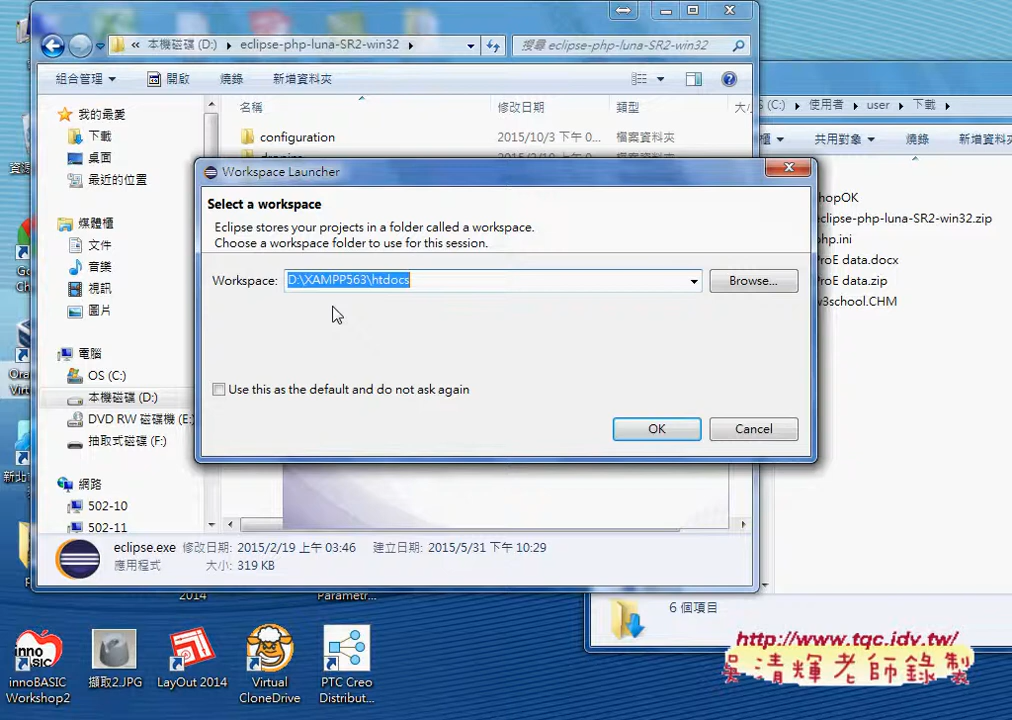 本機磁碟 (D:) ▸ eclipse-php-luna-SR2-win32 ▸
搜尋 eclipse-php-luna-SR2-win32
組合管理 開啟 燒錄 新增資料夾
名稱 修改日期 類型
我的最愛
下載
桌面
最近的位置
媒體櫃
文件
音樂
視訊
圖片
電腦
OS (C:)
本機磁碟 (D:)
DVD RW 磁碟機 (E:)
抽取式磁碟 (F:)
網路
502-10
502-11
configuration 2015/10/3 下午 0... 檔案資料夾
Workspace Launcher
Select a workspace
Eclipse stores your projects in a folder called a workspace.
Choose a workspace folder to use for this session.
Workspace: D:\XAMPP563\htdocs Browse...
Use this as the default and do not ask again
OK Cancel
eclipse.exe 修改日期: 2015/2/19 上午 03:46 建立日期: 2015/5/31 下午 10:29
應用程式 大小: 319 KB
(C:) ▸ 使用者 ▸ user ▸ 下載 ▸
共用對象 燒錄 新增資料夾
hopOK
eclipse-php-luna-SR2-win32.zip
php.ini
ProE data.docx
ProE data.zip
w3school.CHM
6 個項目
2014
Parametr...
innoBASIC
Workshop2
擷取2.JPG
LayOut 2014
Virtual
CloneDrive
PTC Creo
Distribut...
http://www.tqc.idv.tw/
吳清輝老師錄製